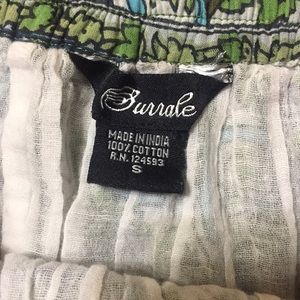 Surrale
MADE IN INDIA
100% COTTON
R.N. 124593
S